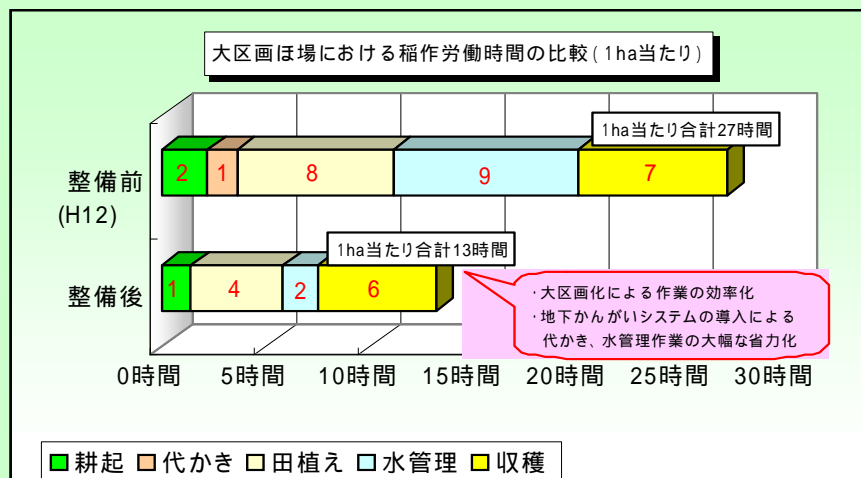 大区画ほ場における稲作労働時間の比較(1ha当たり)
1ha当たり合計27時間
整備前
(H12)
2 1 8 9 7
1ha当たり合計13時間
整備後
1 4 2 6
・大区画化による作業の効率化
・地下かんがいシステムの導入による
代かき、水管理作業の大幅な省力化
0時間 5時間 10時間 15時間 20時間 25時間 30時間
耕起 代かき 田植え 水管理 収穫